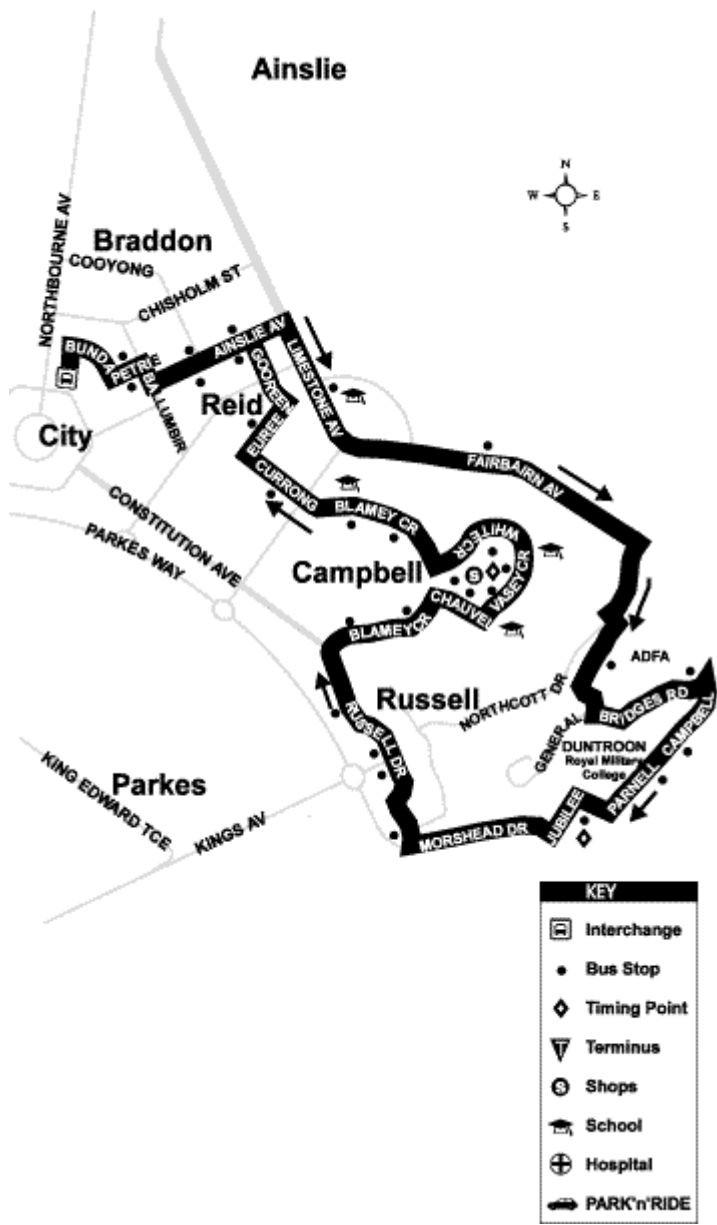 Ainslie
N
W
E
S
Braddon
COOYONG
NORTHBOURNE AV
CHISHOLM ST
BUNDA
PETRIE
BALLUMBIR
AINSLIE AV
GOOREEN
LIMESTONE AV
Reid
EUREE
City
CURRONG
FAIRBAIRN AV
CONSTITUTION AVE
PARKES WAY
BLAMEY CR
WHITE CR
Campbell
S
VASEY CR
CHAUVEL
BLAMEY CR
ADFA
Russell
NORTHCOTT DR
GENERAL
BRIDGES RD
RUSSELL DR
DUNTROON
Royal Military
College
PARNELL
CAMPBELL
Parkes
KING EDWARD TCE
KINGS AV
JUBILEE
MORSHEAD DR
KEY
Interchange
Bus Stop
Timing Point
T
Terminus
S
Shops
School
Hospital
PARK'n'RIDE